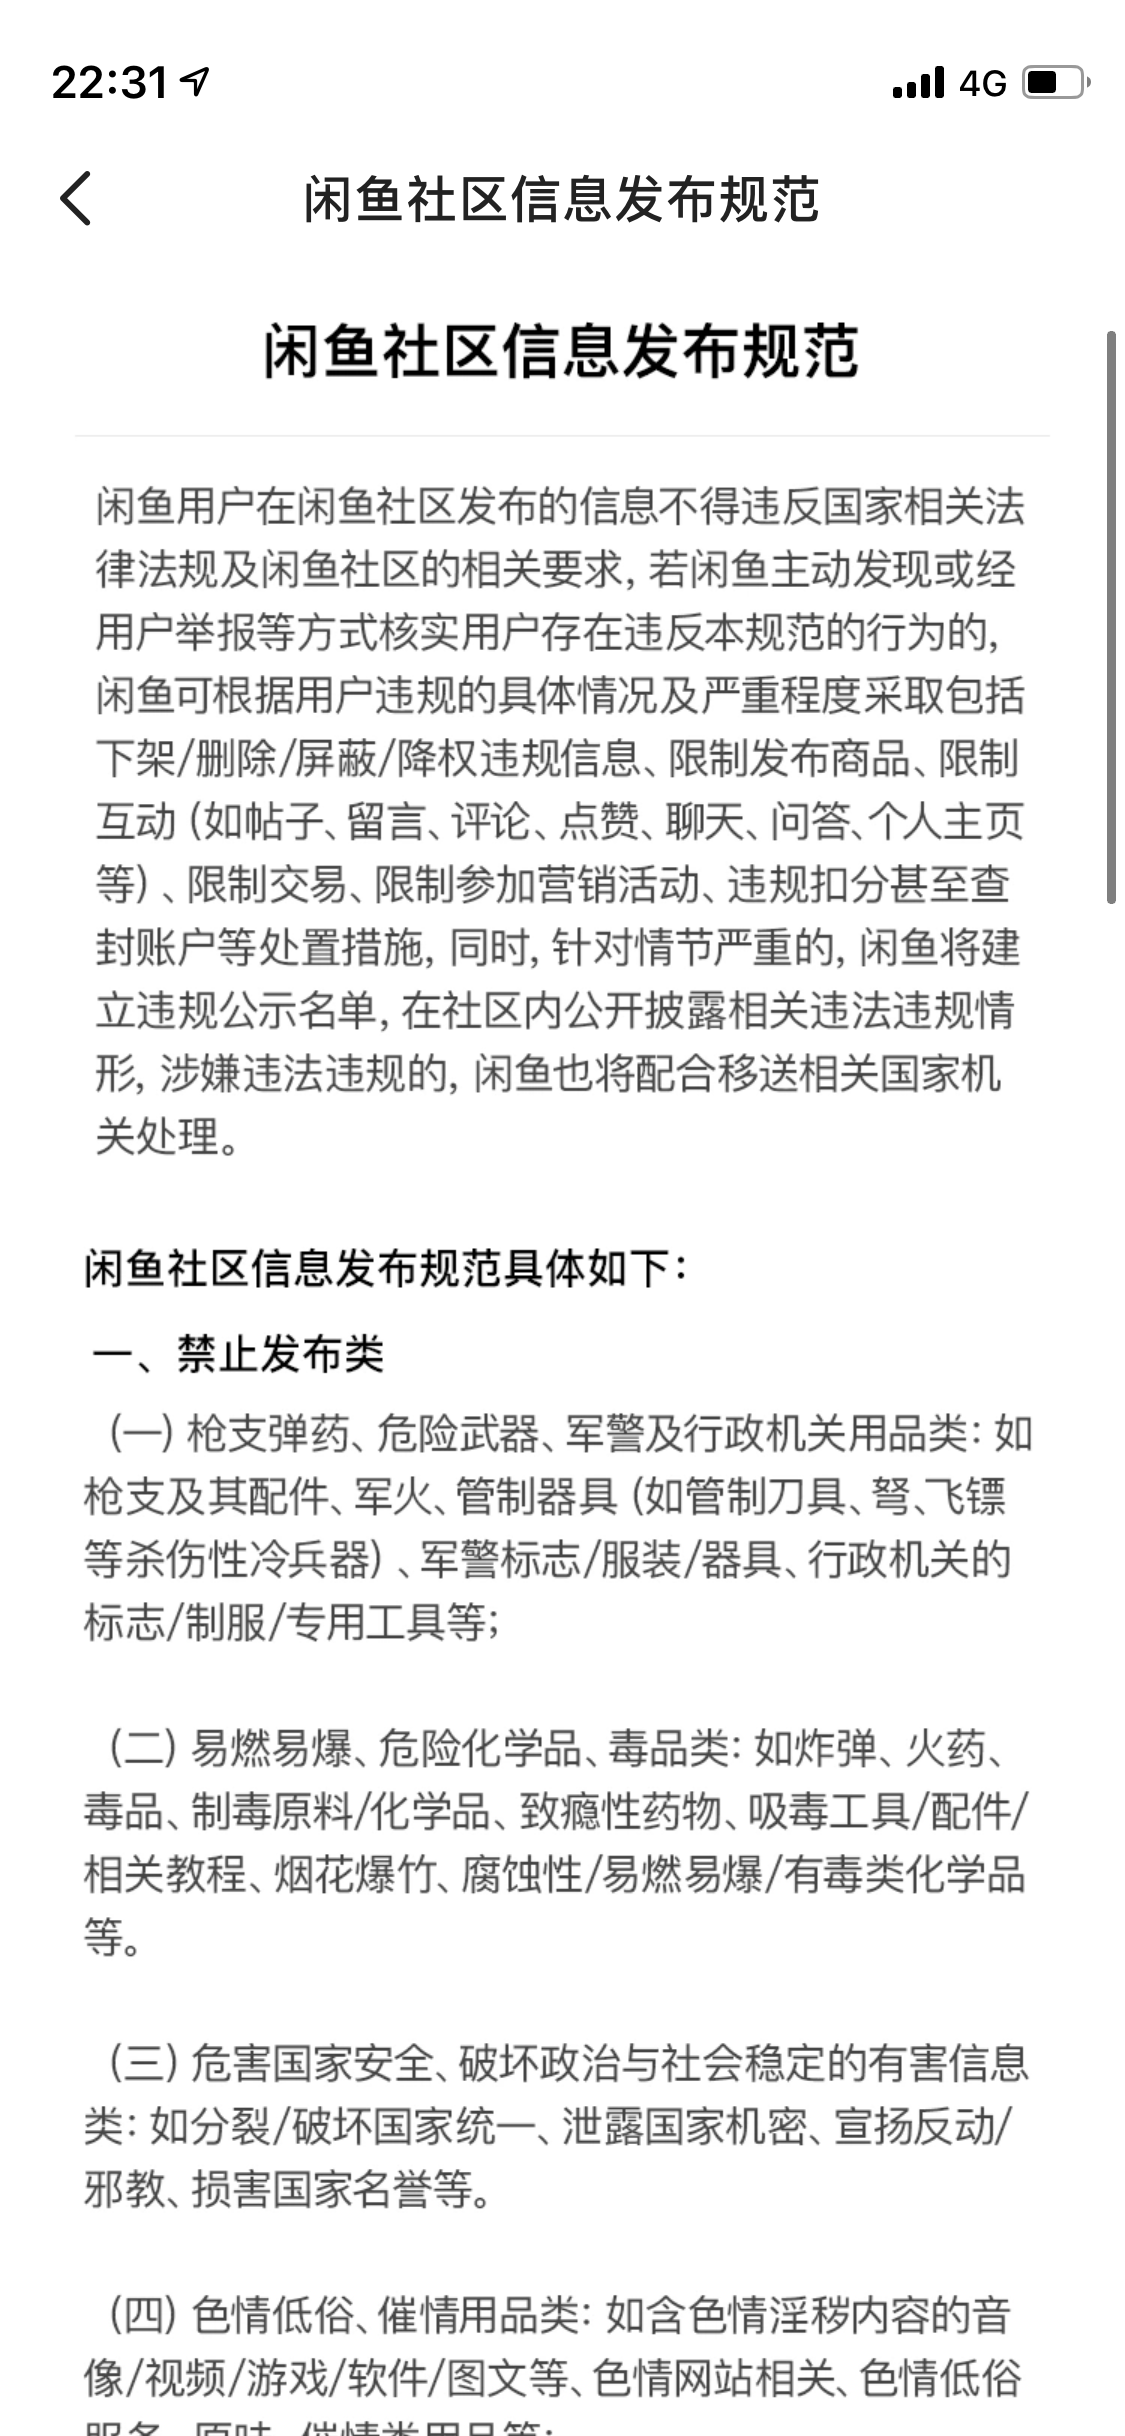 22:31
4G
闲鱼社区信息发布规范
闲鱼社区信息发布规范
闲鱼用户在闲鱼社区发布的信息不得违反国家相关法
律法规及闲鱼社区的相关要求, 若闲鱼主动发现或经
用户举报等方式核实用户存在违反本规范的行为的,
闲鱼可根据用户违规的具体情况及严重程度采取包括
下架/删除/屏蔽/降权违规信息、限制发布商品、限制
互动 (如帖子、留言、评论、点赞、聊天、问答、个人主页
等) 、限制交易、限制参加营销活动、违规扣分甚至查
封账户等处置措施, 同时, 针对情节严重的, 闲鱼将建
立违规公示名单, 在社区内公开披露相关违法违规情
形, 涉嫌违法违规的, 闲鱼也将配合移送相关国家机
关处理。
闲鱼社区信息发布规范具体如下:
一、禁止发布类
(一) 枪支弹药、危险武器、军警及行政机关用品类: 如
枪支及其配件、军火、管制器具 (如管制刀具、弩、飞镖
等杀伤性冷兵器) 、军警标志/服装/器具、行政机关的
标志/制服/专用工具等;
(二) 易燃易爆、危险化学品、毒品类: 如炸弹、火药、
毒品、制毒原料/化学品、致瘾性药物、吸毒工具/配件/
相关教程、烟花爆竹、腐蚀性/易燃易爆/有毒类化学品
等。
(三) 危害国家安全、破坏政治与社会稳定的有害信息
类: 如分裂/破坏国家统一、泄露国家机密、宣扬反动/
邪教、损害国家名誉等。
(四) 色情低俗、催情用品类: 如含色情淫秽内容的音
像/视频/游戏/软件/图文等、色情网站相关、色情低俗
服务、原味、催情类用品等;